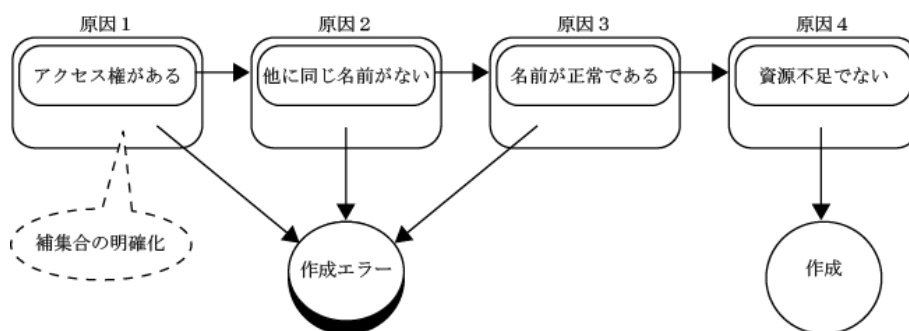 原因1
原因2
原因3
原因4
アクセス権がある
他に同じ名前がない
名前が正常である
資源不足でない
補集合の明確化
作成エラー
作成